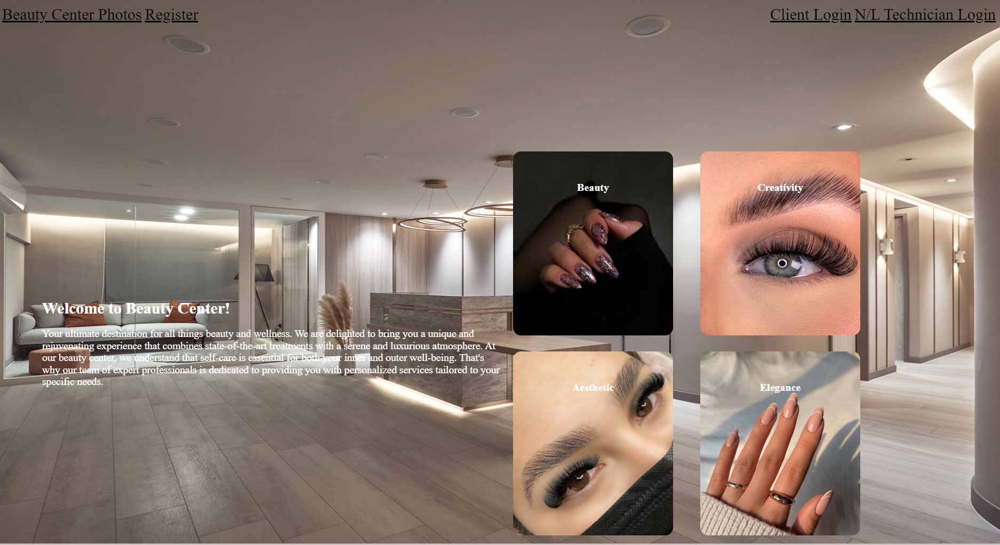 Beauty Center Photos Register
Client Login N/L Technician Login
Welcome to Beauty Center!
Your ultimate destination for all things beauty and wellness. We are delighted to bring you a unique and
rejuvenating experience that combines state-of-the-art treatments with a serene and luxurious atmosphere. At
our beauty center, we understand that self-care is essential for both your inner and outer well-being. That's
why our team of expert professionals is dedicated to providing you with personalized services tailored to your
specific needs.
Beauty
Creativity
Aesthetic
Elegance